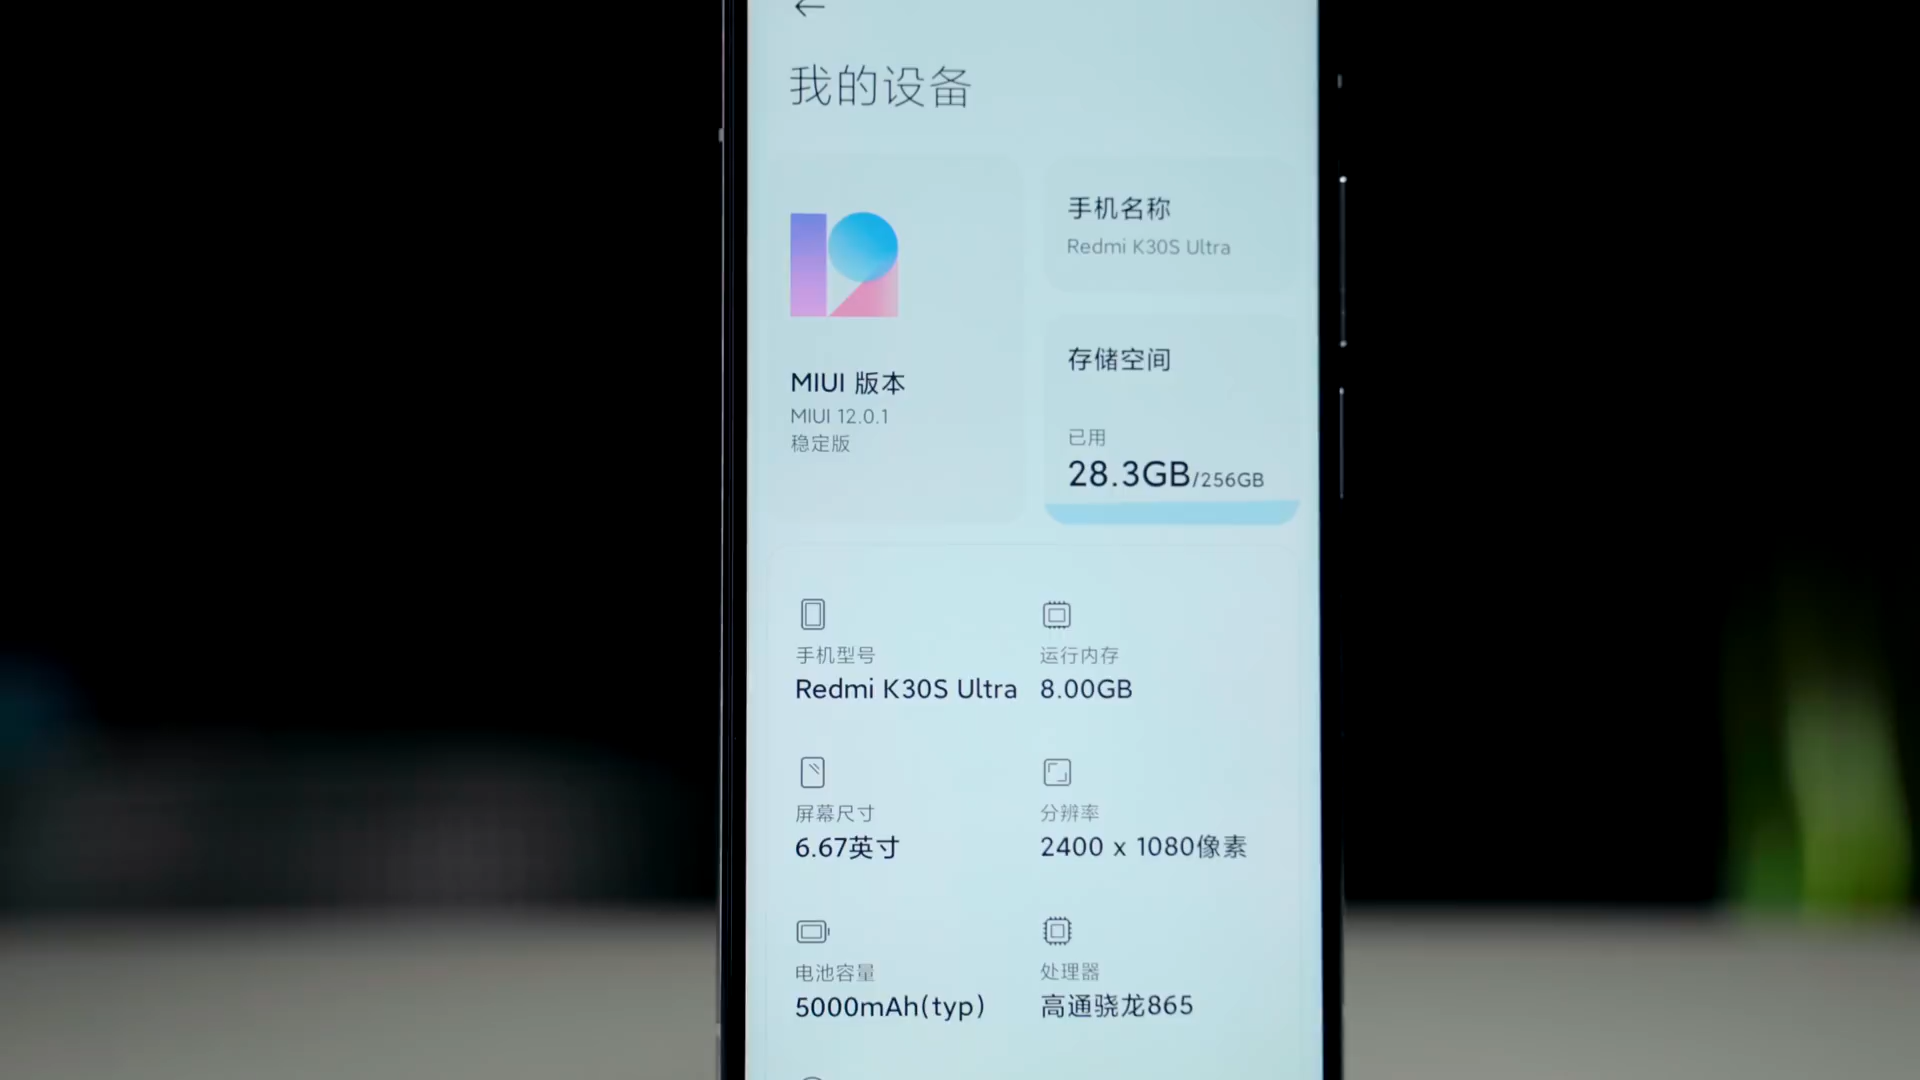 我的设备
12
MIUI 版本
MIUI 12.0.1
稳定版
手机名称
Redmi K30S Ultra
存储空间
已用
28.3GB/256GB
手机型号
Redmi K30S Ultra
运行内存
8.00GB
屏幕尺寸
6.67英寸
分辨率
2400 x 1080像素
电池容量
5000mAh(typ)
处理器
高通骁龙865